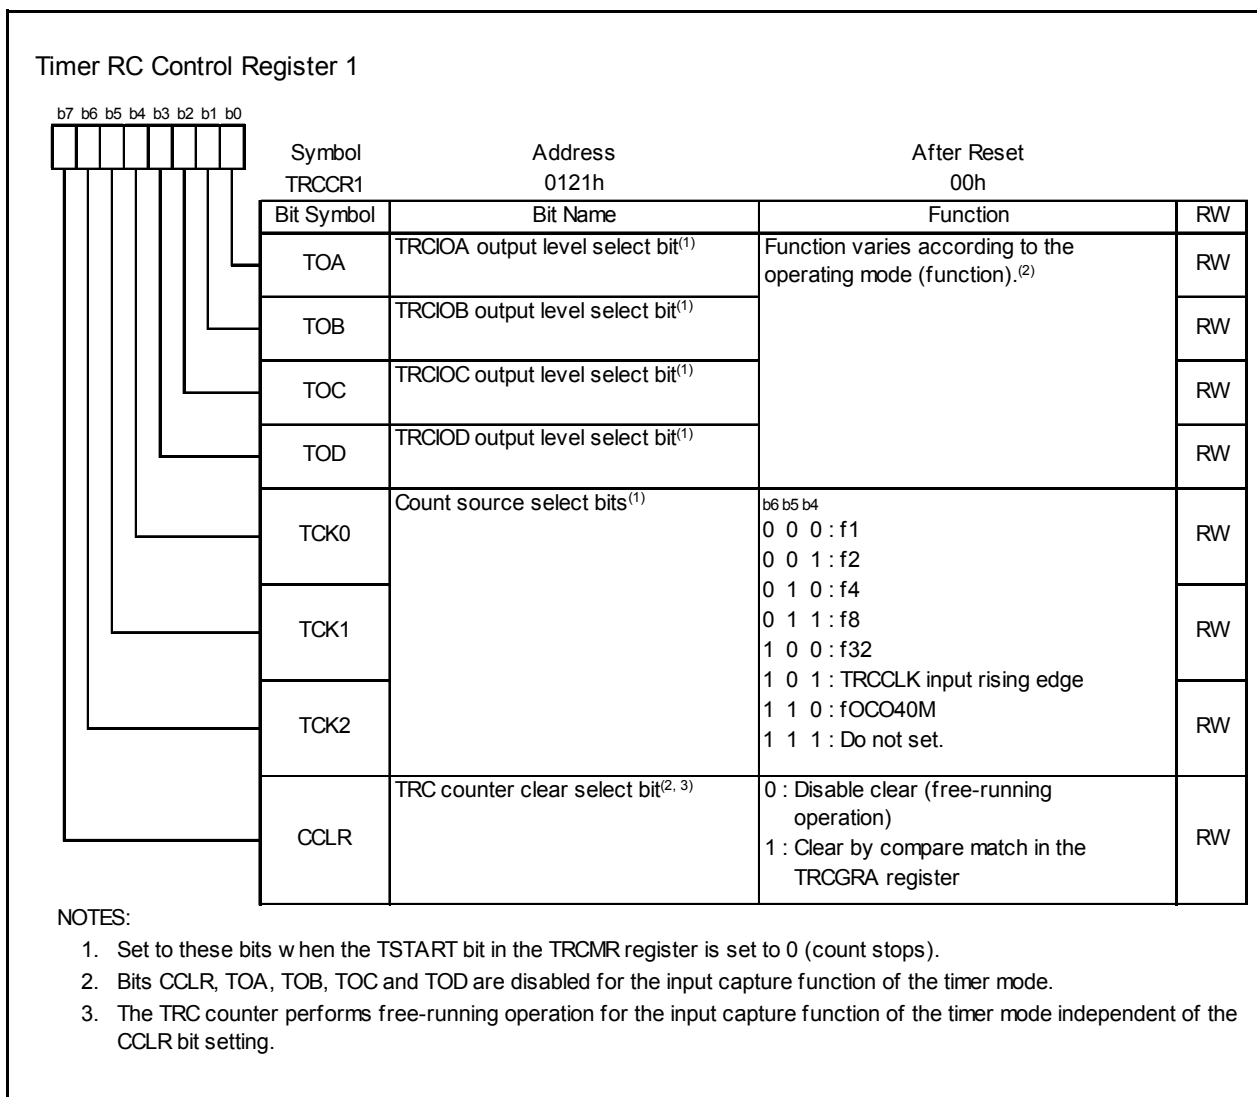 Timer RC Control Register 1
b7 b6 b5 b4 b3 b2 b1 b0
Symbol Address After Reset
TRCCR1 0121h 00h
Bit Symbol Bit Name Function RW
TOA TRCIOA output level select bit(1) Function varies according to the operating mode (function).(2) RW
TOB TRCIOB output level select bit(1) RW
TOC TRCIOC output level select bit(1) RW
TOD TRCIOD output level select bit(1) RW
TCK0 Count source select bits(1) RW
b6 b5 b4
0 0 0 : f1
0 0 1 : f2
0 1 0 : f4
0 1 1 : f8
TCK1 RW
1 0 0 : f32
1 0 1 : TRCCLK input rising edge
TCK2 RW
1 1 0 : fOCO40M
1 1 1 : Do not set.
CCLR TRC counter clear select bit(2, 3) RW
0 : Disable clear (free-running
operation)
1 : Clear by compare match in the
TRCGRA register
NOTES:
1. Set to these bits when the TSTART bit in the TRCMR register is set to 0 (count stops).
2. Bits CCLR, TOA, TOB, TOC and TOD are disabled for the input capture function of the timer mode.
3. The TRC counter performs free-running operation for the input capture function of the timer mode independent of the
CCLR bit setting.